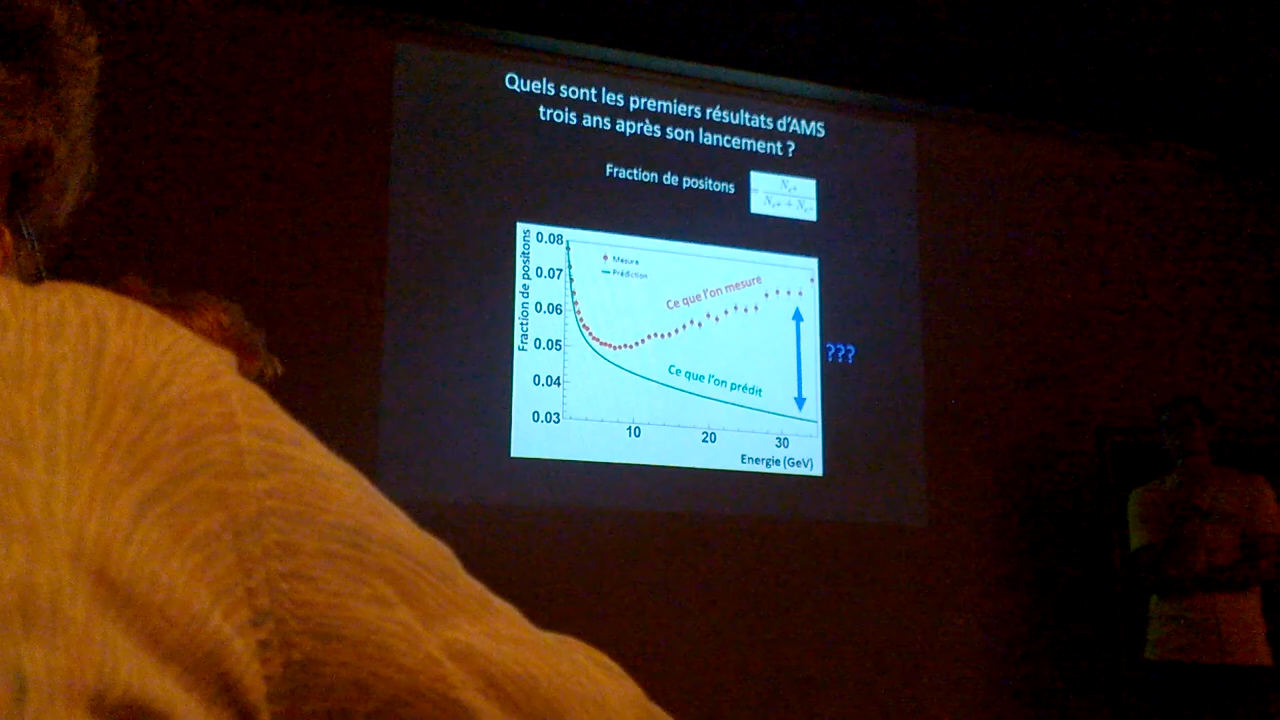 Quels sont les premiers résultats d'AMS
trois ans après son lancement ?
Fraction de positons
= N e+
N e+ + N e-
Fraction de positons
0.08
0.07
0.06
0.05
0.04
0.03
Mesure
Prédiction
Ce que l'on mesure
Ce que l'on prédit
???
10
20
30
Energie (GeV)